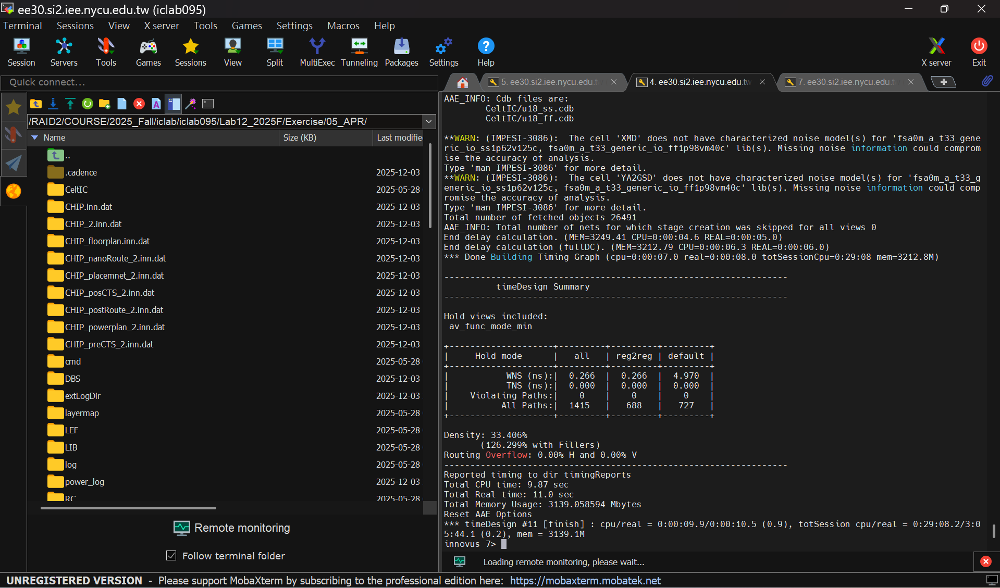 ee30.si2.iee.nycu.edu.tw (iclab095)
Terminal Sessions View X server Tools Games Settings Macros Help
Session Servers Tools Games Sessions View Split MultiExec Tunneling Packages Settings Help X server Exit
Quick connect...
5. ee30.si2.iee.nycu.edu.t
4. ee30.si2.iee.nycu.edu.tw
7. ee30.si2.iee.nycu.edu.t
/RAID2/COURSE/2025_Fall/iclab/iclab095/Lab12_2025F/Exercise/05_APR/
Name Size (KB) Last modifie
..
.cadence 2025-12-03
CeltIC 2025-05-28
CHIP.inn.dat 2025-12-03
CHIP_2.inn.dat 2025-12-03
CHIP_floorplan.inn.dat 2025-12-03
CHIP_nanoRoute_2.inn.dat 2025-12-03
CHIP_placemnet_2.inn.dat 2025-12-03
CHIP_posCTS_2.inn.dat 2025-12-03
CHIP_postRoute_2.inn.dat 2025-12-03
CHIP_powerplan_2.inn.dat 2025-12-03
CHIP_preCTS_2.inn.dat 2025-12-03
cmd 2025-05-28
DBS 2025-12-03
extLogDir 2025-12-03
layermap 2025-05-28
LEF 2025-05-28
LIB 2025-05-28
log 2025-05-28
power_log 2025-12-03
RC 2025-05-28
Remote monitoring
Follow terminal folder
AAE_INFO: Cdb files are:
CeltIC/u18_ss.cdb
CeltIC/u18_ff.cdb
**WARN: (IMPESI-3086):  The cell 'XMD' does not have characterized noise model(s) for 'fsa0m_a_t33_gene
ric_io_ss1p62v125c, fsa0m_a_t33_generic_io_ff1p98vm40c' lib(s). Missing noise information could comprom
ise the accuracy of analysis.
Type 'man IMPESI-3086' for more detail.
**WARN: (IMPESI-3086):  The cell 'YA2GSD' does not have characterized noise model(s) for 'fsa0m_a_t33_g
eneric_io_ss1p62v125c, fsa0m_a_t33_generic_io_ff1p98vm40c' lib(s). Missing noise information could comp
romise the accuracy of analysis.
Type 'man IMPESI-3086' for more detail.
Total number of fetched objects 26491
AAE_INFO: Total number of nets for which stage creation was skipped for all views 0
End delay calculation. (MEM=3249.41 CPU=0:00:04.6 REAL=0:00:05.0)
End delay calculation (fullDC). (MEM=3212.79 CPU=0:00:06.3 REAL=0:00:06.0)
*** Done Building Timing Graph (cpu=0:00:07.0 real=0:00:08.0 totSessionCpu=0:29:08 mem=3212.8M)
------------------------------------------------------------------
timeDesign Summary
------------------------------------------------------------------
Hold views included:
av_func_mode_min
+--------------------+---------+---------+---------+
|     Hold mode      |   all   | reg2reg | default |
+--------------------+---------+---------+---------+
|           WNS (ns):|  0.266  |  0.266  |  4.970  |
|           TNS (ns):|  0.000  |  0.000  |  0.000  |
|    Violating Paths:|    0    |    0    |    0    |
|          All Paths:|  1415   |   688   |   727   |
+--------------------+---------+---------+---------+
Density: 33.406%
(126.299% with Fillers)
Routing Overflow: 0.00% H and 0.00% V
------------------------------------------------------------------
Reported timing to dir timingReports
Total CPU time: 9.87 sec
Total Real time: 11.0 sec
Total Memory Usage: 3139.058594 Mbytes
Reset AAE Options
*** timeDesign #11 [finish] : cpu/real = 0:00:09.9/0:00:10.5 (0.9), totSession cpu/real = 0:29:08.2/3:0
5:44.1 (0.2), mem = 3139.1M
innovus 7>
Loading remote monitoring, please wait...
UNREGISTERED VERSION - Please support MobaXterm by subscribing to the professional edition here: https://mobaxterm.mobatek.net